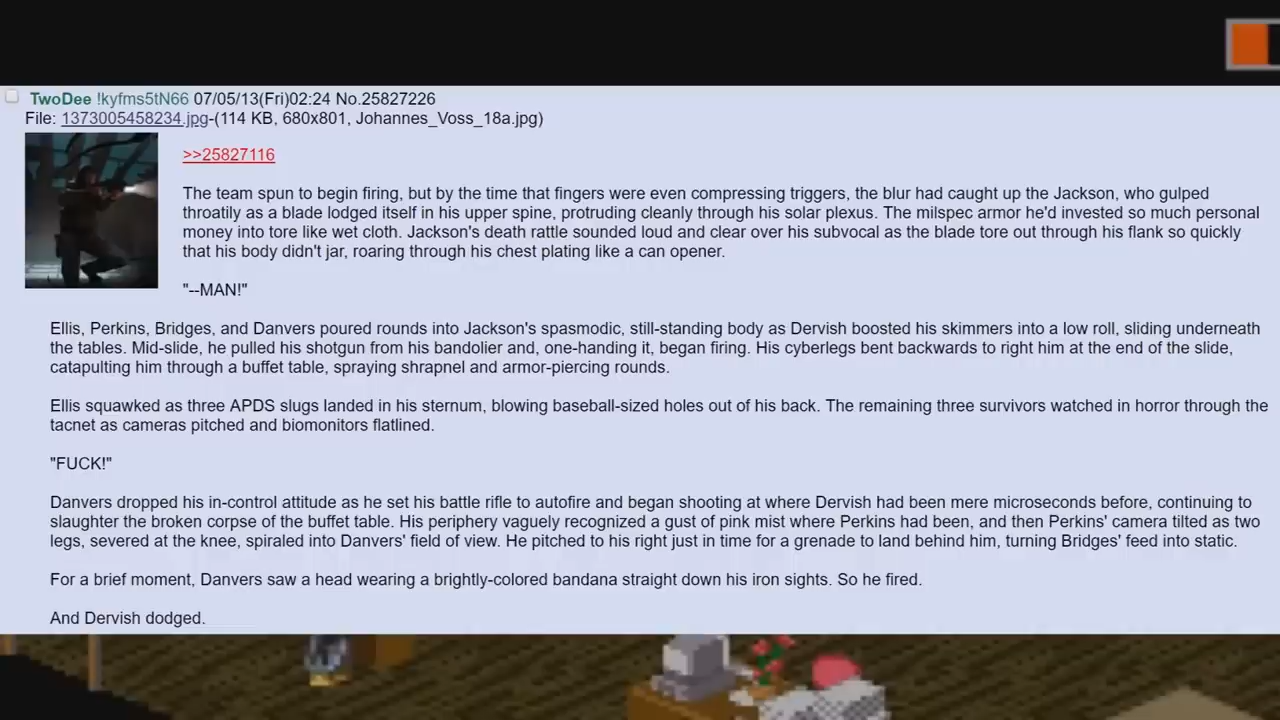 TwoDee !kyfms5tN66 07/05/13(Fri)02:24 No.25827226
File: 1373005458234.jpg-(114 KB, 680x801, Johannes_Voss_18a.jpg)
>>25827116
The team spun to begin firing, but by the time that fingers were even compressing triggers, the blur had caught up the Jackson, who gulped
throatily as a blade lodged itself in his upper spine, protruding cleanly through his solar plexus. The milspec armor he'd invested so much personal
money into tore like wet cloth. Jackson's death rattle sounded loud and clear over his subvocal as the blade tore out through his flank so quickly
that his body didn't jar, roaring through his chest plating like a can opener.
"--MAN!"
Ellis, Perkins, Bridges, and Danvers poured rounds into Jackson's spasmodic, still-standing body as Dervish boosted his skimmers into a low roll, sliding underneath
the tables. Mid-slide, he pulled his shotgun from his bandolier and, one-handing it, began firing. His cyberlegs bent backwards to right him at the end of the slide,
catapulting him through a buffet table, spraying shrapnel and armor-piercing rounds.
Ellis squawked as three APDS slugs landed in his sternum, blowing baseball-sized holes out of his back. The remaining three survivors watched in horror through the
tacnet as cameras pitched and biomonitors flatlined.
"FUCK!"
Danvers dropped his in-control attitude as he set his battle rifle to autofire and began shooting at where Dervish had been mere microseconds before, continuing to
slaughter the broken corpse of the buffet table. His periphery vaguely recognized a gust of pink mist where Perkins had been, and then Perkins' camera tilted as two
legs, severed at the knee, spiraled into Danvers' field of view. He pitched to his right just in time for a grenade to land behind him, turning Bridges' feed into static.
For a brief moment, Danvers saw a head wearing a brightly-colored bandana straight down his iron sights. So he fired.
And Dervish dodged.